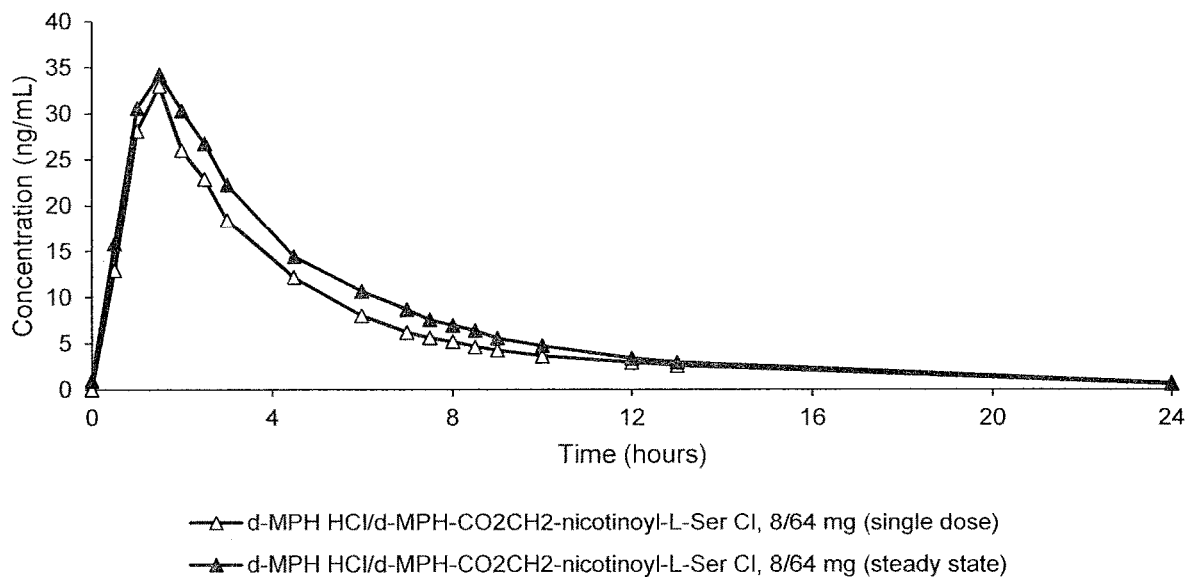 40
35
30
25
20
15
10
5
0
Concentration (ng/mL)
0 4 8 12 16 20 24
Time (hours)
d-MPH HCl/d-MPH-CO2CH2-nicotinoyl-L-Ser Cl, 8/64 mg (single dose)
d-MPH HCl/d-MPH-CO2CH2-nicotinoyl-L-Ser Cl, 8/64 mg (steady state)